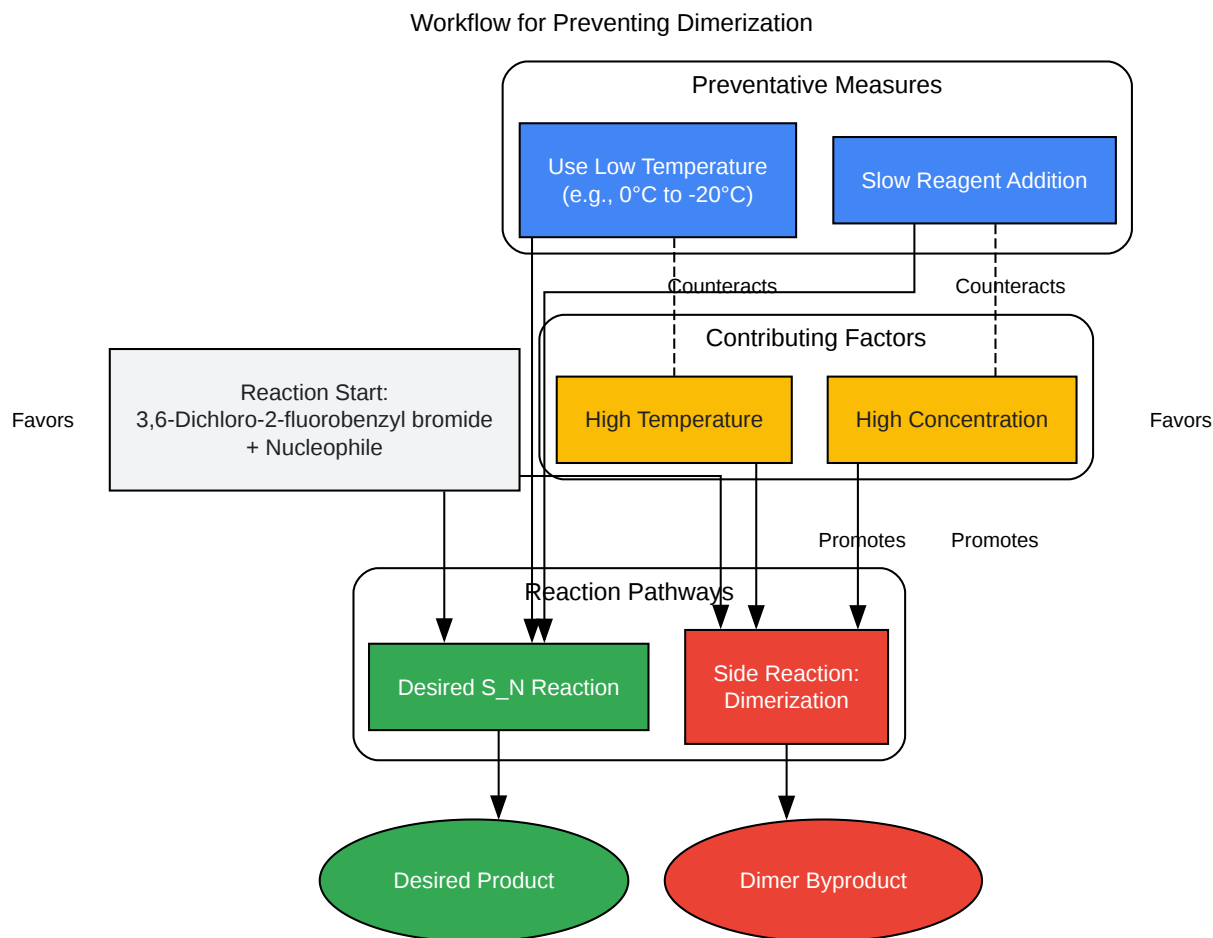 Workflow for Preventing Dimerization
Preventative Measures
Use Low Temperature
(e.g., 0°C to -20°C)
Slow Reagent Addition
Counteracts
Counteracts
Contributing Factors
Reaction Start:
3,6-Dichloro-2-fluorobenzyl bromide
+ Nucleophile
Favors
High Temperature
High Concentration
Favors
Promotes
Promotes
Reaction Pathways
Desired S_N Reaction
Side Reaction:
Dimerization
Desired Product
Dimer Byproduct